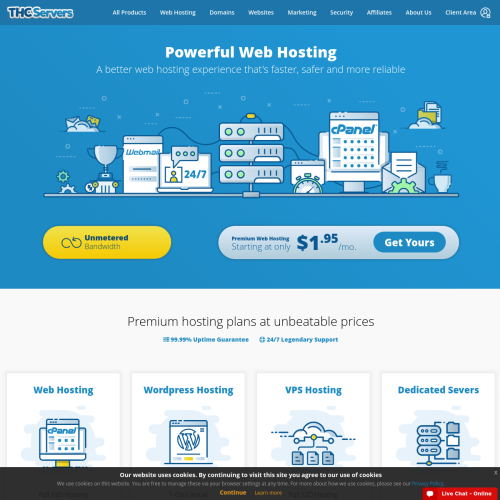 THCServers
All Products Web Hosting Domains Websites Marketing Security Affiliates About Us Client Area
Powerful Web Hosting
A better web hosting experience that's faster, safer and more reliable
cPanel
Webmail
24/7
Unmetered
Bandwidth
Premium Web Hosting
Starting at only $1.95/mo.
Get Yours
Premium hosting plans at unbeatable prices
99.99% Uptime Guarantee 24/7 Legendary Support
Web Hosting Wordpress Hosting VPS Hosting Dedicated Severs
cPanel
Our website uses cookies. By continuing to visit this site you agree to our use of cookies
x
We use cookies on this website. You are free to manage these via your browser settings at any time. For more about how we use cookies, please see our Privacy Policy.
Continue Learn more
Live Chat - Online